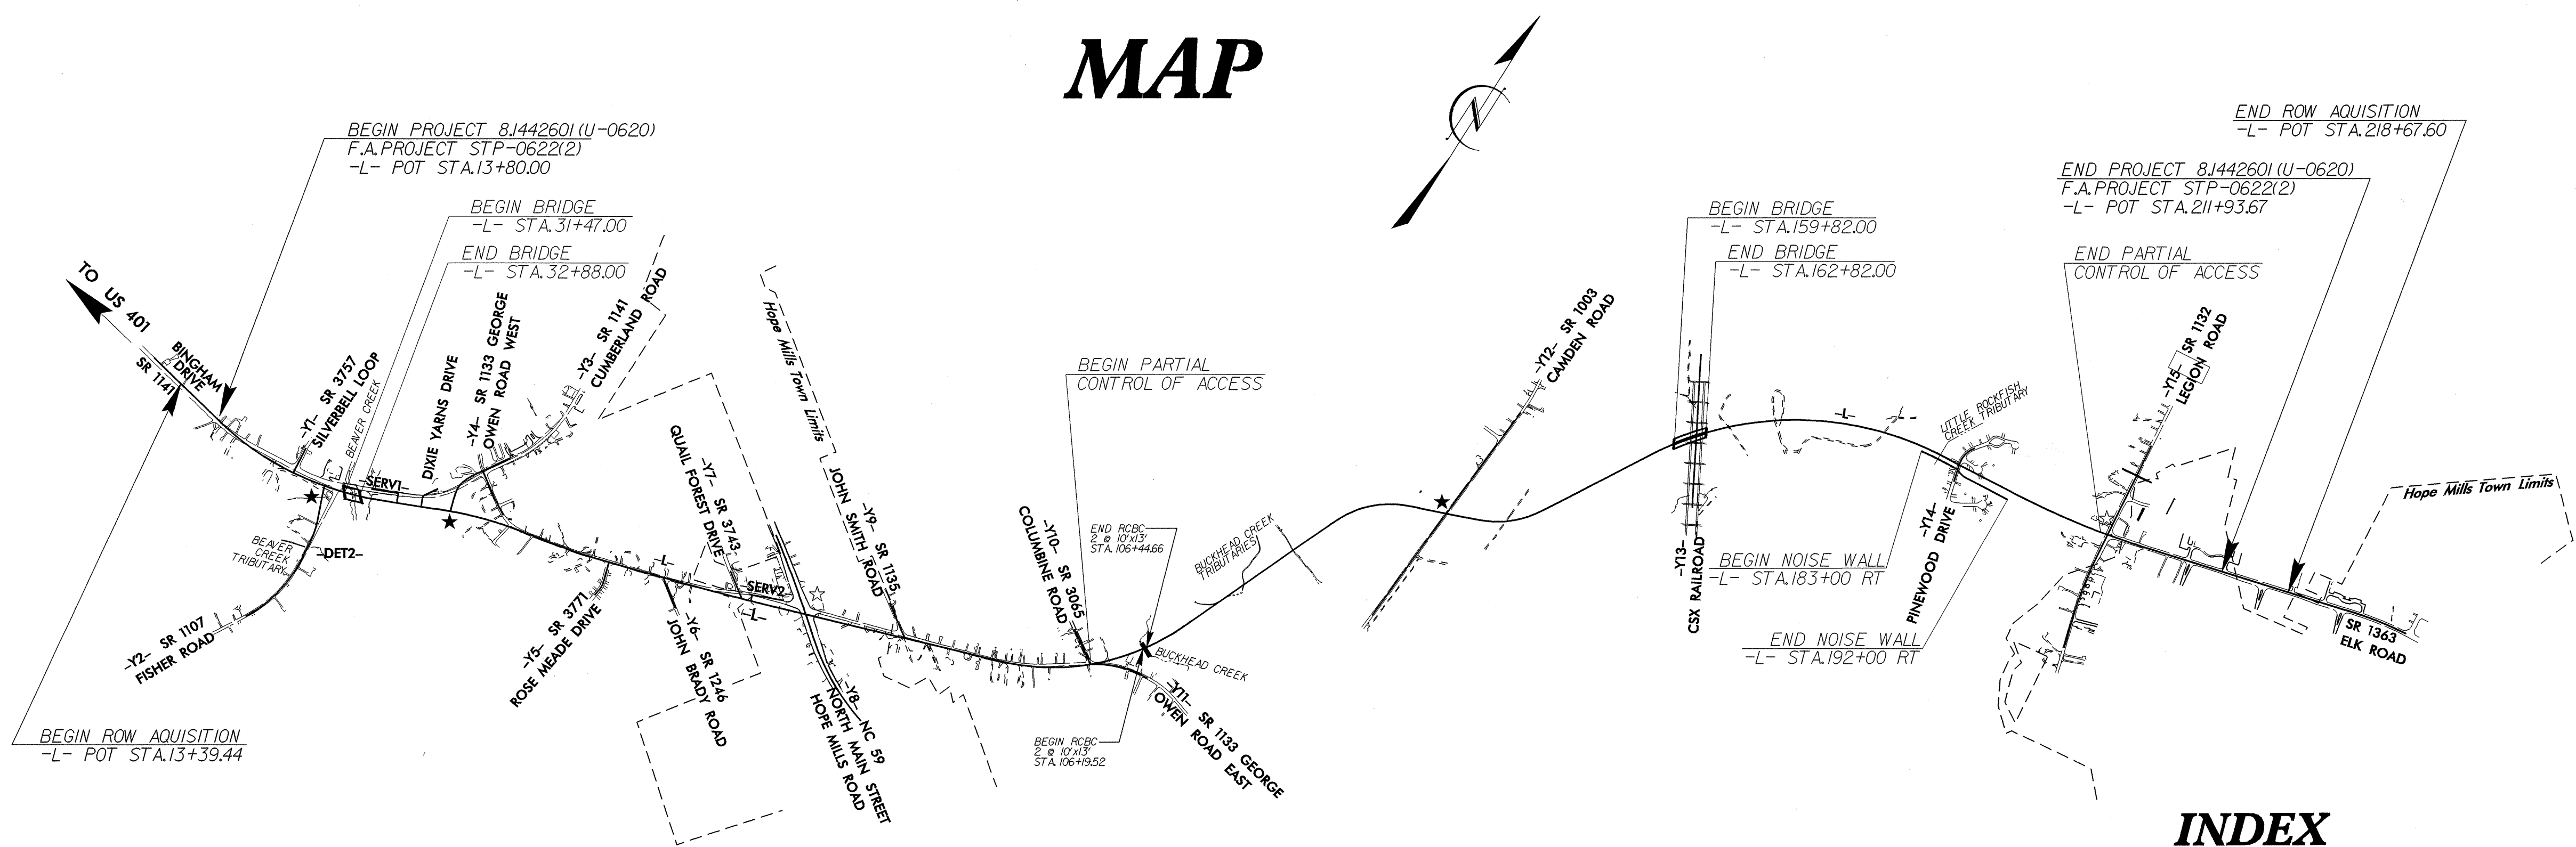 MAP
N
BEGIN PROJECT 8.1442601 (U-0620)
F.A. PROJECT STP-0622(2)
-L- POT STA. 13+80.00
BEGIN BRIDGE
-L- STA. 31+47.00
END BRIDGE
-L- STA. 32+88.00
TO US 401
BINGHAM
DRIVE
SR 1141
-Y1- SR 3757
SILVERBELL LOOP
BEAVER CREEK
-SERV1-
DIXIE YARNS DRIVE
-Y4- SR 1133 GEORGE
OWEN ROAD WEST
-Y3- SR 1141
CUMBERLAND ROAD
BEAVER
CREEK
TRIBUTARY
-DET2-
-Y2- SR 1107
FISHER ROAD
BEGIN ROW AQUISITION
-L- POT STA. 13+39.44
-Y5- SR 3771
ROSE MEADE DRIVE
-L-
-Y6- SR 1246
JOHN BRADY ROAD
-Y7- SR 3743
QUAIL FOREST DRIVE
-SERV2-
-L-
Hope Mills Town Limits
-Y8- NC 59
NORTH MAIN STREET
HOPE MILLS ROAD
-Y9- SR 1135
JOHN SMITH ROAD
BEGIN PARTIAL
CONTROL OF ACCESS
-Y10- SR 3065
COLUMBINE ROAD
END RCBC
2 @ 10'x13'
STA. 106+44.66
BEGIN RCBC
2 @ 10'x13'
STA. 106+19.52
BUCKHEAD CREEK
-Y11- SR 1133 GEORGE
OWEN ROAD EAST
BUCKHEAD CREEK
TRIBUTARIES
-Y12- SR 1003
CAMDEN ROAD
BEGIN BRIDGE
-L- STA. 159+82.00
END BRIDGE
-L- STA. 162+82.00
-Y13-
CSX RAILROAD
-L-
BEGIN NOISE WALL
-L- STA. 183+00 RT
END NOISE WALL
-L- STA. 192+00 RT
LITTLE ROCKFISH
CREEK TRIBUTARY
-Y14-
PINEWOOD DRIVE
END PARTIAL
CONTROL OF ACCESS
-Y15- SR 1132
LEGION ROAD
END PROJECT 8.1442601 (U-0620)
F.A. PROJECT STP-0622(2)
-L- POT STA. 211+93.67
END ROW AQUISITION
-L- POT STA. 218+67.60
Hope Mills Town Limits
SR 1363
ELK ROAD
INDEX